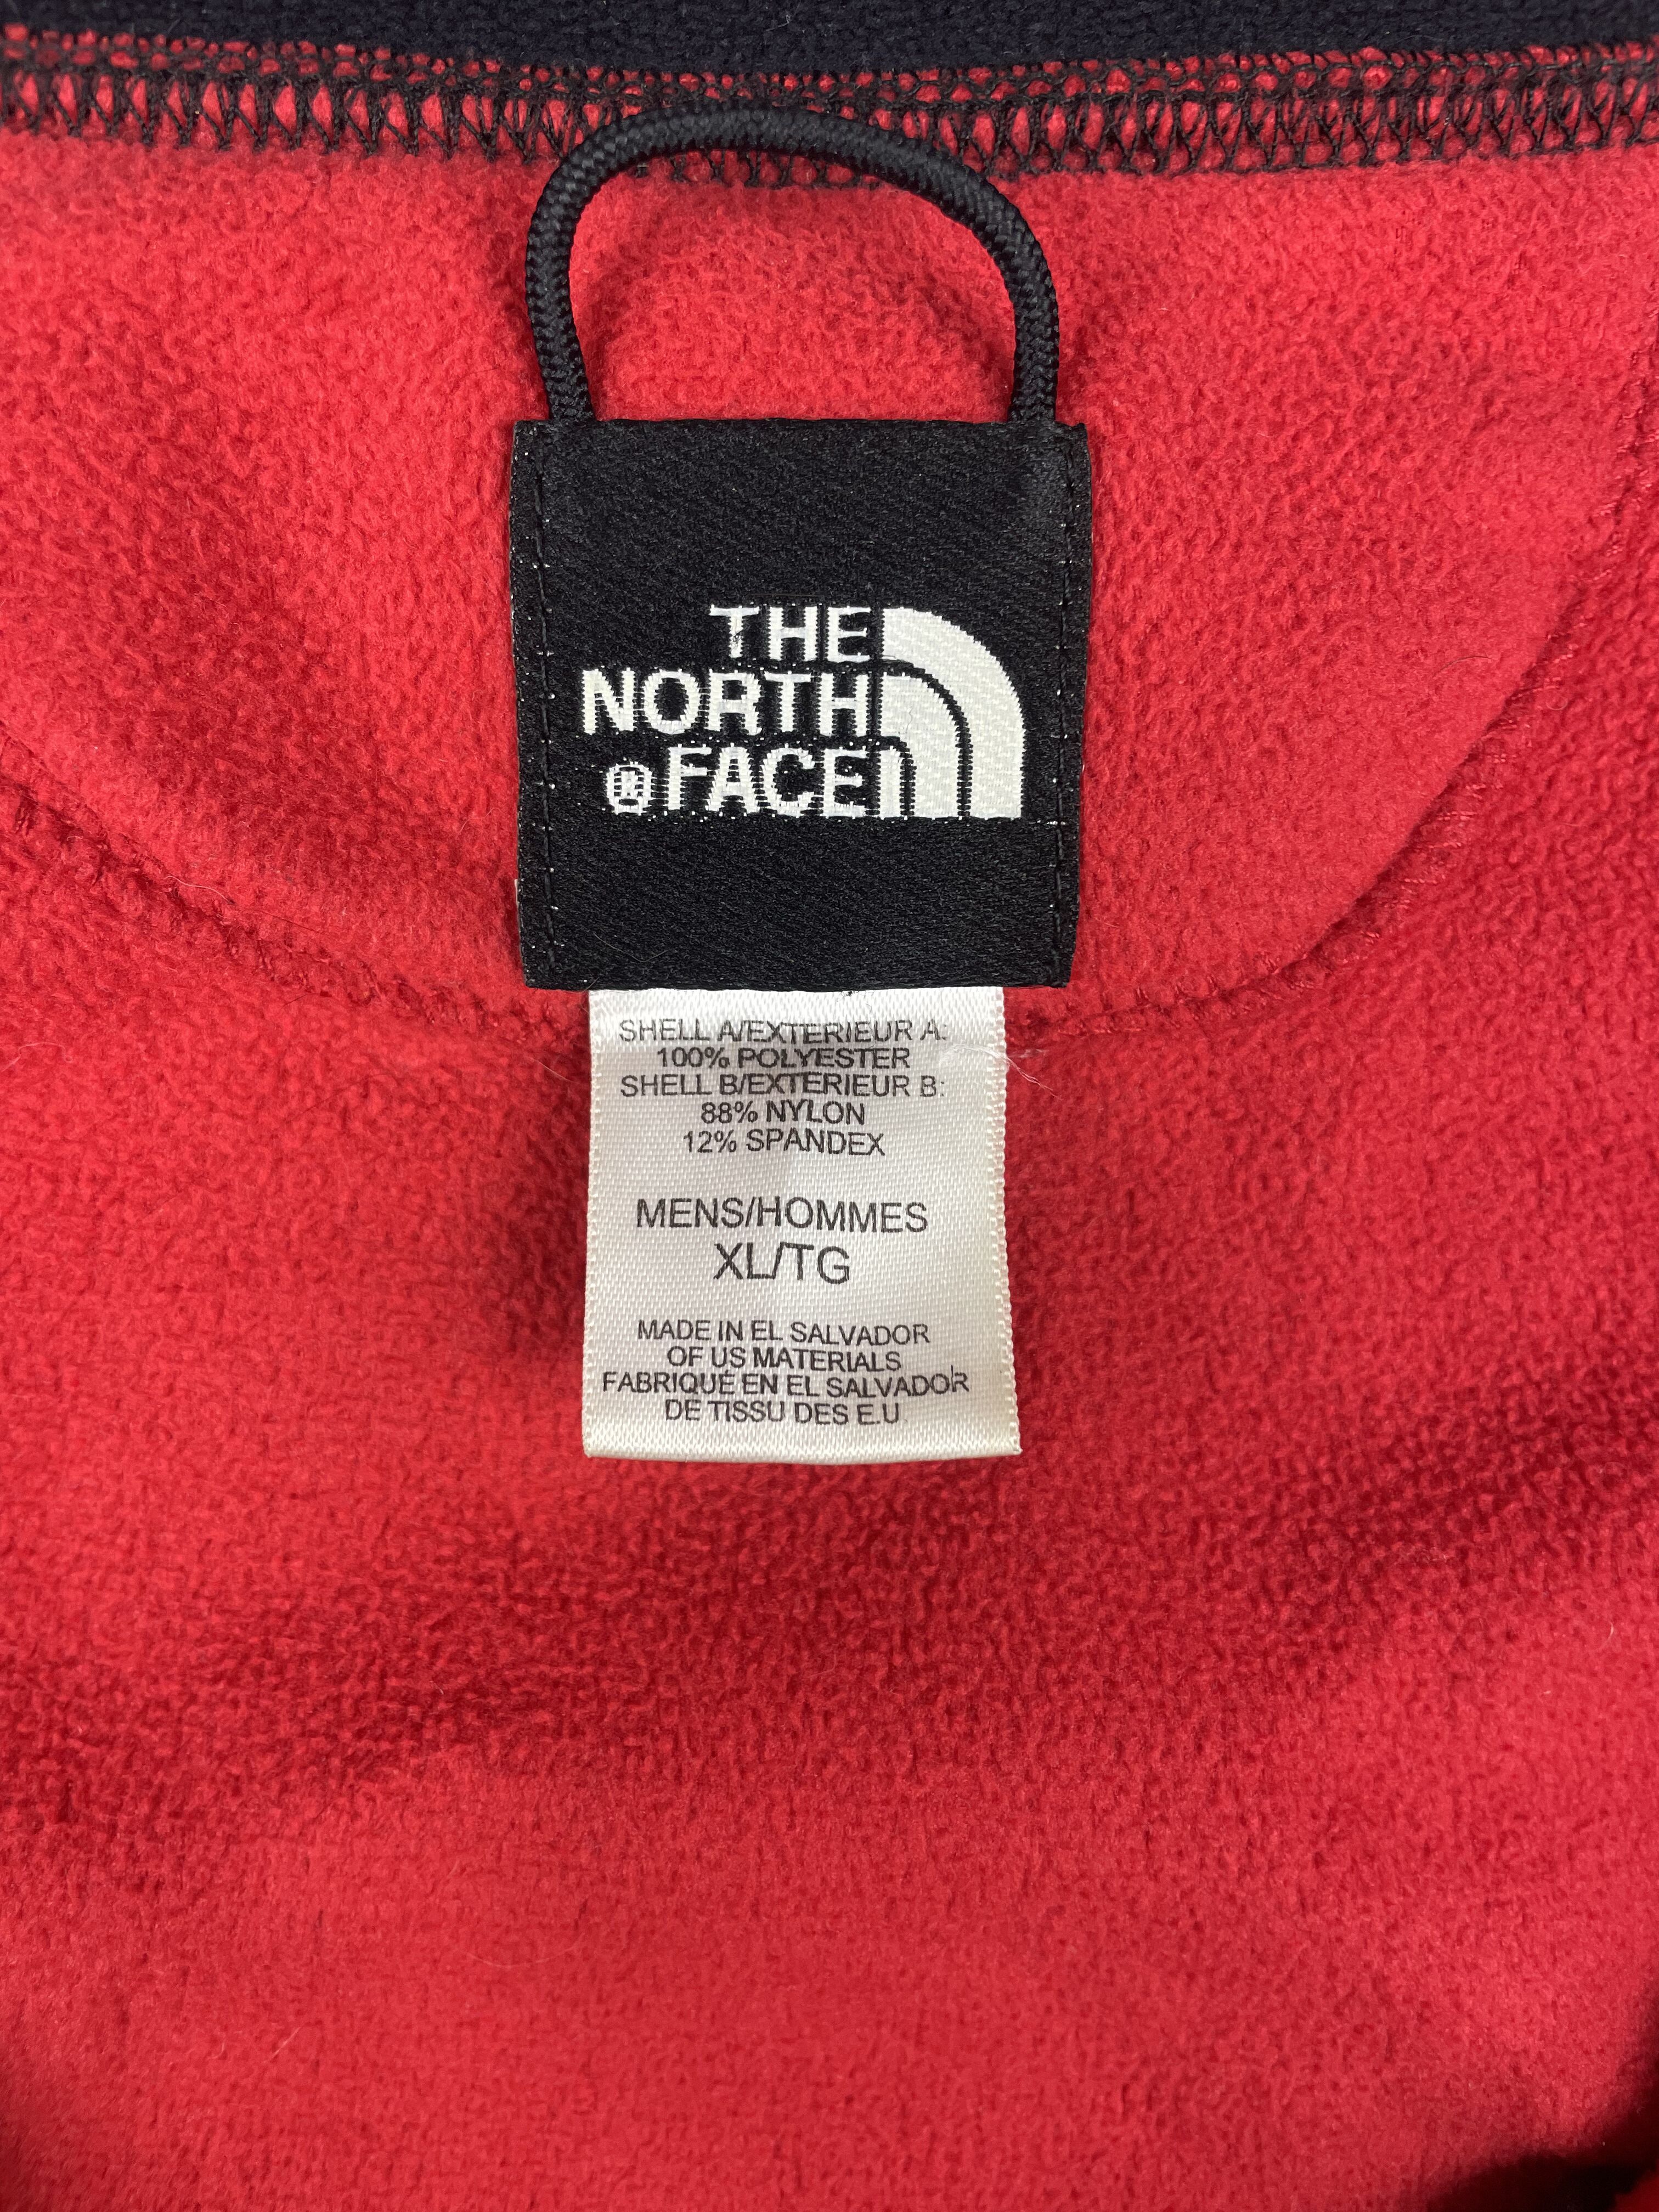 THE
NORTH
® FACE
SHELL A/EXTERIEUR A:
100% POLYESTER
SHELL B/EXTERIEUR B:
88% NYLON
12% SPANDEX
MENS/HOMMES
XL/TG
MADE IN EL SALVADOR
OF US MATERIALS
FABRIQUÉ EN EL SALVADOR
DE TISSU DES E.U